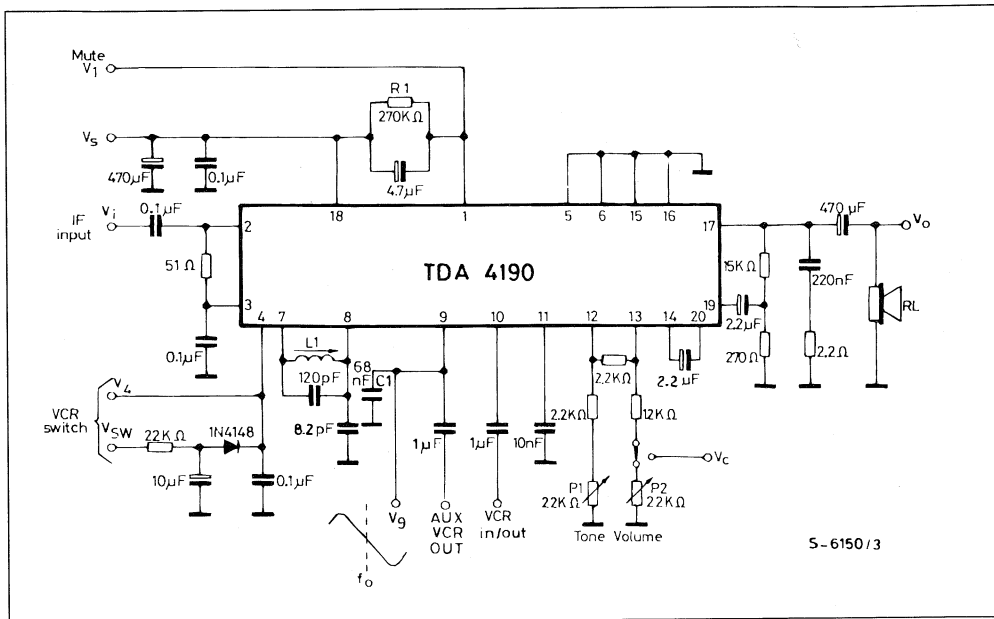 Mute
V1
R1
270KΩ
Vs
470µF
0.1µF
4.7µF
18
1
5
6
15
16
Vi
0.1µF
IF
input
2
51Ω
3
0.1µF
TDA 4190
17
470µF
Vo
15KΩ
220nF
19
2.2µF
270Ω
2.2Ω
RL
4
7
8
9
10
11
12
13
14
20
L1
120pF
68
nF
C1
8.2pF
2.2KΩ
2.2µF
V4
VCR
switch
VSW
22KΩ
1N4148
10µF
0.1µF
1µF
1µF
10nF
2.2KΩ
12KΩ
Vc
P1
22KΩ
P2
22KΩ
Tone
Volume
V9
AUX
VCR
OUT
VCR
in/out
fo
S-6150/3